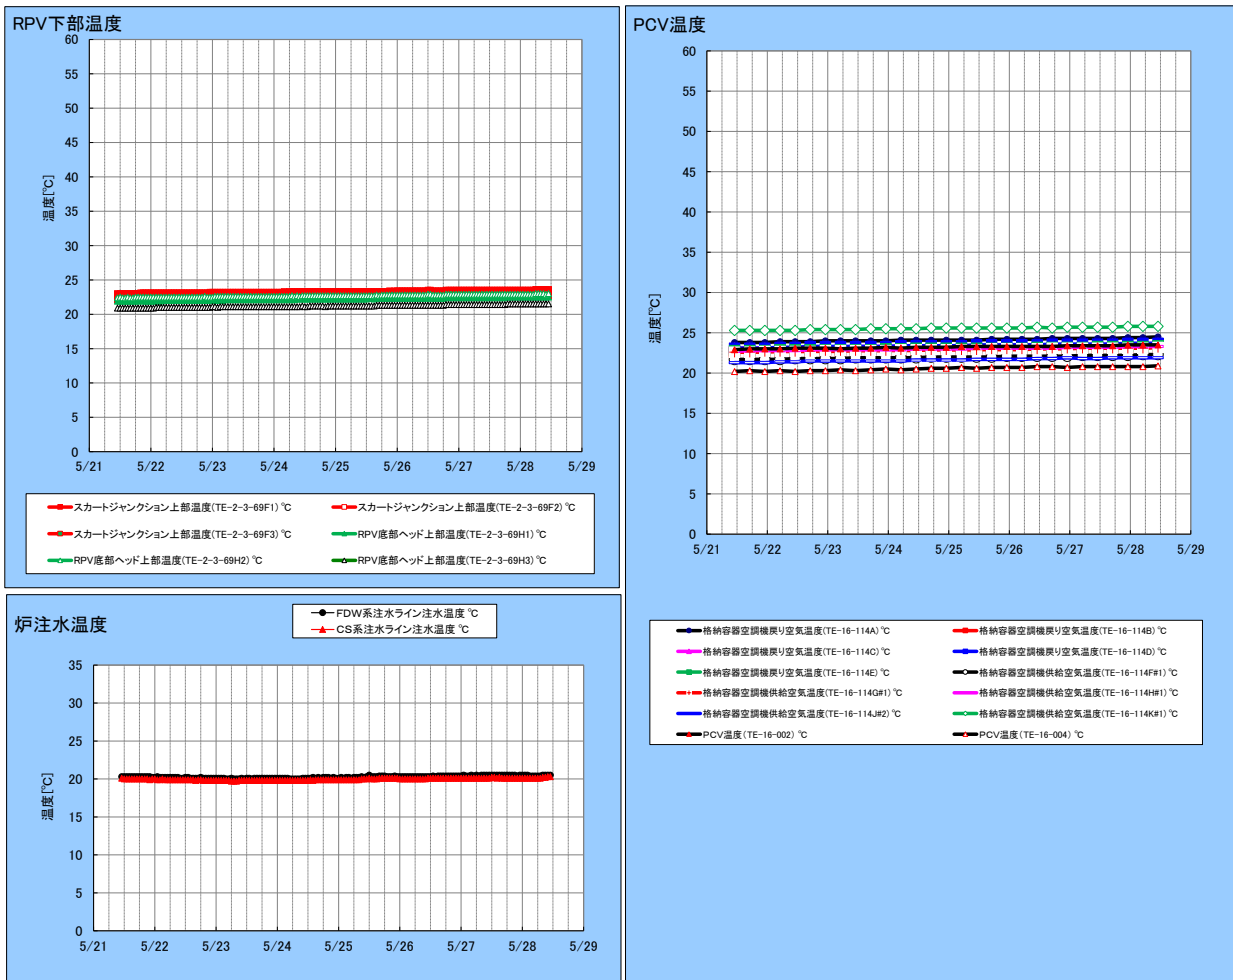 RPV下部温度
60
55
50
45
40
35
30
25
20
15
10
5
0
温度[℃]
5/21 5/22 5/23 5/24 5/25 5/26 5/27 5/28 5/29
スカートジャンクション上部温度(TE-2-3-69F1)℃ スカートジャンクション上部温度(TE-2-3-69F2)℃
スカートジャンクション上部温度(TE-2-3-69F3)℃ RPV底部ヘッド上部温度(TE-2-3-69H1)℃
RPV底部ヘッド上部温度(TE-2-3-69H2)℃ RPV底部ヘッド上部温度(TE-2-3-69H3)℃
炉注水温度
FDW系注水ライン注水温度 ℃
CS系注水ライン注水温度 ℃
35
30
25
20
15
10
5
0
温度[℃]
5/21 5/22 5/23 5/24 5/25 5/26 5/27 5/28 5/29
PCV温度
60
55
50
45
40
35
30
25
20
15
10
5
0
温度[℃]
5/21 5/22 5/23 5/24 5/25 5/26 5/27 5/28 5/29
格納容器空調機戻り空気温度(TE-16-114A)℃ 格納容器空調機戻り空気温度(TE-16-114B)℃
格納容器空調機戻り空気温度(TE-16-114C)℃ 格納容器空調機戻り空気温度(TE-16-114D)℃
格納容器空調機戻り空気温度(TE-16-114E)℃ 格納容器空調機供給空気温度(TE-16-114F#1)℃
格納容器空調機供給空気温度(TE-16-114G#1)℃ 格納容器空調機供給空気温度(TE-16-114H#1)℃
格納容器空調機供給空気温度(TE-16-114J#2)℃ 格納容器空調機供給空気温度(TE-16-114K#1)℃
PCV温度(TE-16-002) ℃ PCV温度(TE-16-004) ℃